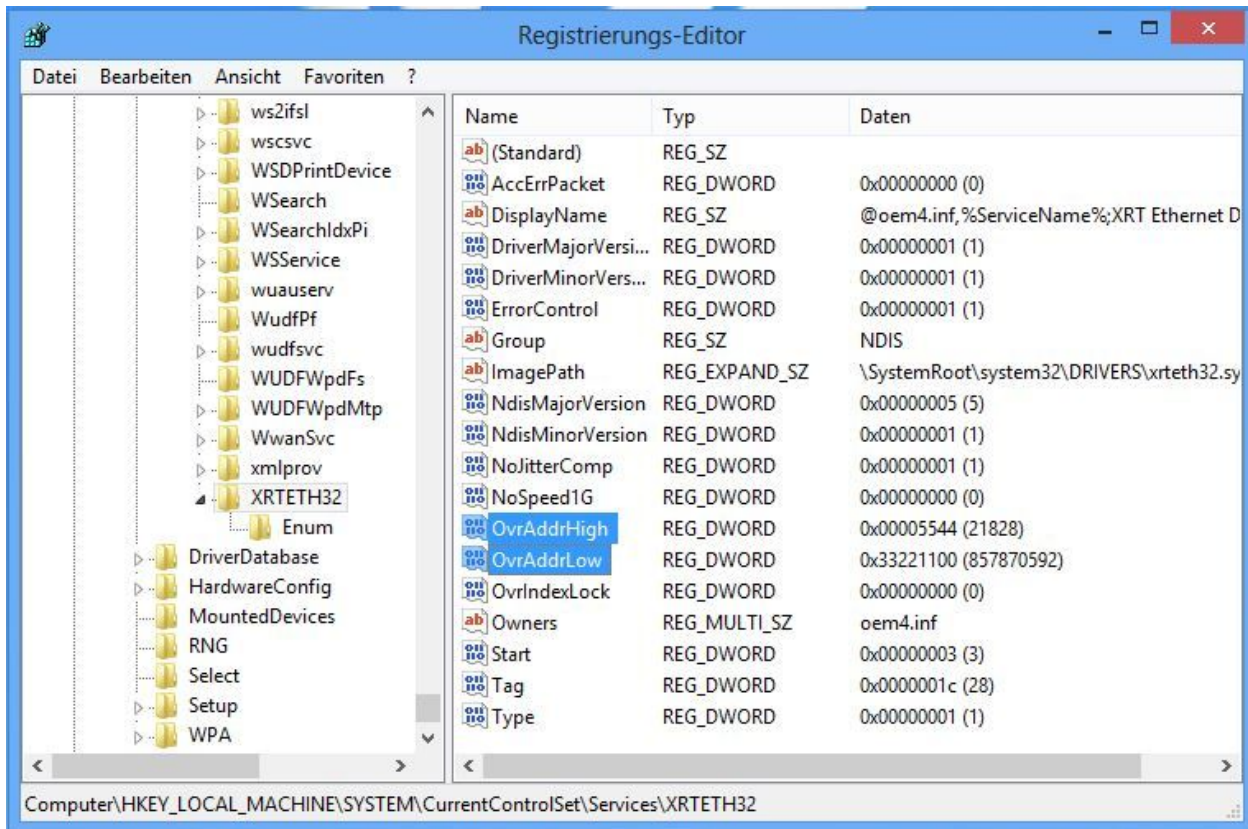 Registrierungs-Editor
Datei Bearbeiten Ansicht Favoriten ?
ws2ifsl
wscsvc
WSDPrintDevice
WSearch
WSearchIdxPi
WSService
wuauserv
WudfPf
wudfsvc
WUDFWpdFs
WUDFWpdMtp
WwanSvc
xmlprov
XRTETH32
Enum
DriverDatabase
HardwareConfig
MountedDevices
RNG
Select
Setup
WPA
Name Typ Daten
(Standard) REG_SZ
AccErrPacket REG_DWORD 0x00000000 (0)
DisplayName REG_SZ @oem4.inf,%ServiceName%;XRT Ethernet D
DriverMajorVersi... REG_DWORD 0x00000001 (1)
DriverMinorVers... REG_DWORD 0x00000001 (1)
ErrorControl REG_DWORD 0x00000001 (1)
Group REG_SZ NDIS
ImagePath REG_EXPAND_SZ \SystemRoot\system32\DRIVERS\xrteth32.sy
NdisMajorVersion REG_DWORD 0x00000005 (5)
NdisMinorVersion REG_DWORD 0x00000001 (1)
NoJitterComp REG_DWORD 0x00000001 (1)
NoSpeed1G REG_DWORD 0x00000000 (0)
OvrAddrHigh REG_DWORD 0x00005544 (21828)
OvrAddrLow REG_DWORD 0x33221100 (857870592)
OvrIndexLock REG_DWORD 0x00000000 (0)
Owners REG_MULTI_SZ oem4.inf
Start REG_DWORD 0x00000003 (3)
Tag REG_DWORD 0x0000001c (28)
Type REG_DWORD 0x00000001 (1)
Computer\HKEY_LOCAL_MACHINE\SYSTEM\CurrentControlSet\Services\XRTETH32